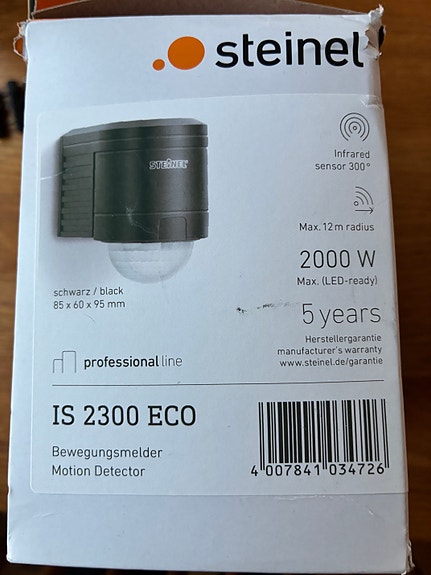 steinel
STEINEL
Infrared
sensor 300°
Max. 12 m radius
2000 W
Max. (LED-ready)
schwarz / black
85 x 60 x 95 mm
5 years
Herstellergarantie
manufacturer's warranty
www.steinel.de/garantie
professional line
IS 2300 ECO
Bewegungsmelder
Motion Detector
4 007841 034726